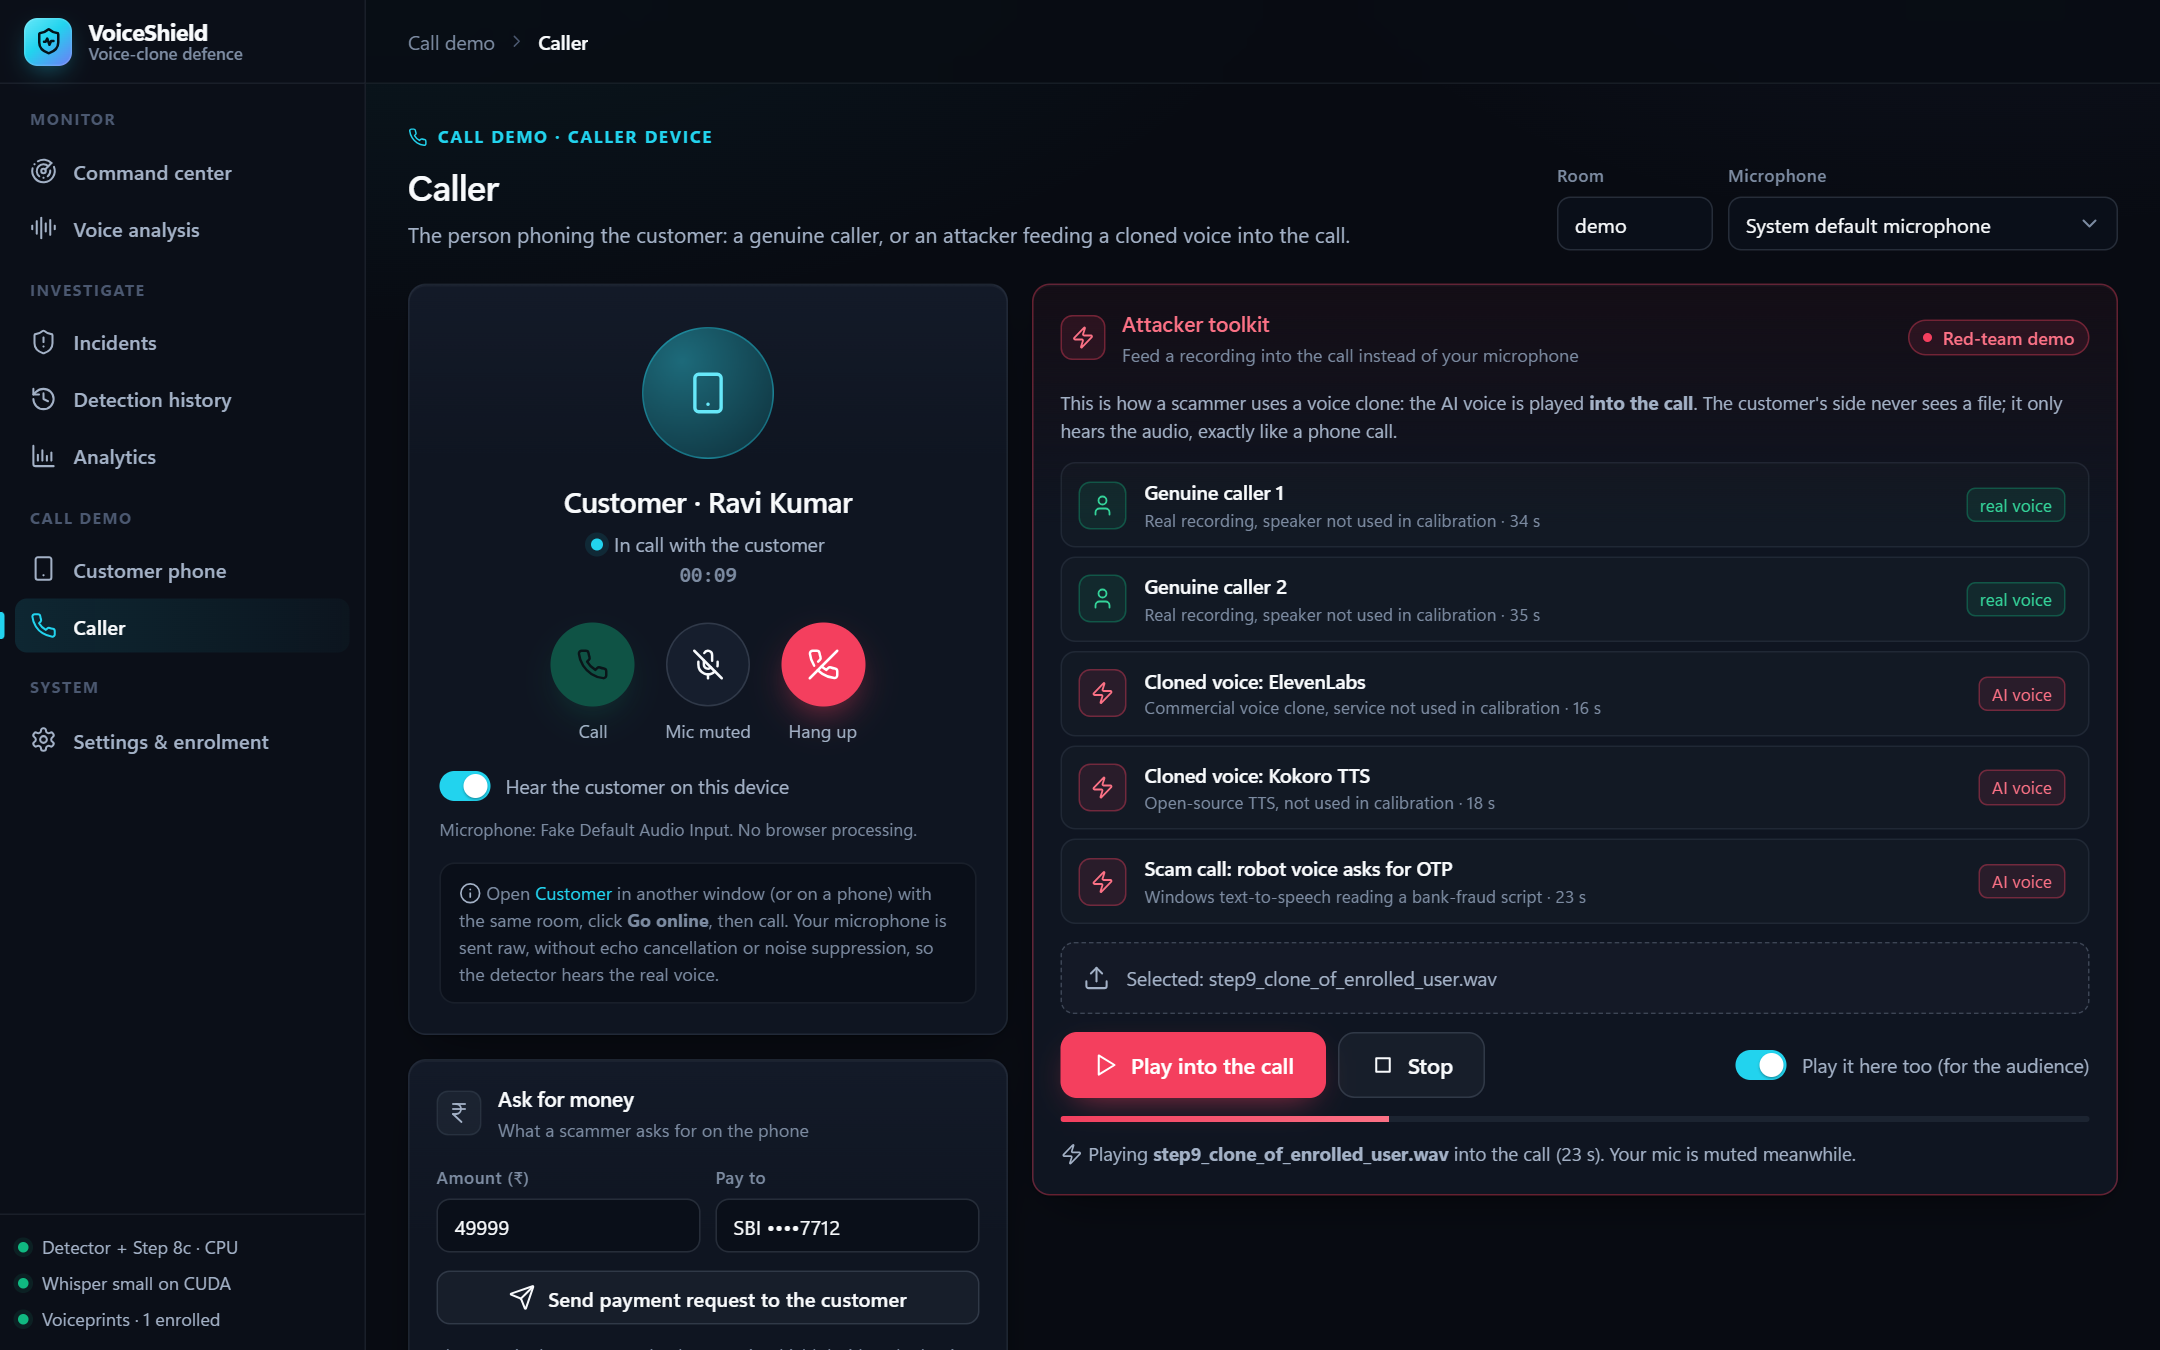 VoiceShield
Voice-clone defence
MONITOR
Command center
Voice analysis
INVESTIGATE
Incidents
Detection history
Analytics
CALL DEMO
Customer phone
Caller
SYSTEM
Settings & enrolment
Detector + Step 8c · CPU
Whisper small on CUDA
Voiceprints · 1 enrolled
Call demo > Caller
CALL DEMO · CALLER DEVICE
Caller
The person phoning the customer: a genuine caller, or an attacker feeding a cloned voice into the call.
Room
demo
Microphone
System default microphone
Customer · Ravi Kumar
In call with the customer
00:09
Call
Mic muted
Hang up
Hear the customer on this device
Microphone: Fake Default Audio Input. No browser processing.
Open Customer in another window (or on a phone) with
the same room, click Go online, then call. Your microphone is
sent raw, without echo cancellation or noise suppression, so
the detector hears the real voice.
Ask for money
What a scammer asks for on the phone
Amount (₹)
49999
Pay to
SBI ••••7712
Send payment request to the customer
Attacker toolkit
Feed a recording into the call instead of your microphone
Red-team demo
This is how a scammer uses a voice clone: the AI voice is played into the call. The customer's side never sees a file; it only
hears the audio, exactly like a phone call.
Genuine caller 1
Real recording, speaker not used in calibration · 34 s
real voice
Genuine caller 2
Real recording, speaker not used in calibration · 35 s
real voice
Cloned voice: ElevenLabs
Commercial voice clone, service not used in calibration · 16 s
AI voice
Cloned voice: Kokoro TTS
Open-source TTS, not used in calibration · 18 s
AI voice
Scam call: robot voice asks for OTP
Windows text-to-speech reading a bank-fraud script · 23 s
AI voice
Selected: step9_clone_of_enrolled_user.wav
Play into the call
Stop
Play it here too (for the audience)
Playing step9_clone_of_enrolled_user.wav into the call (23 s). Your mic is muted meanwhile.